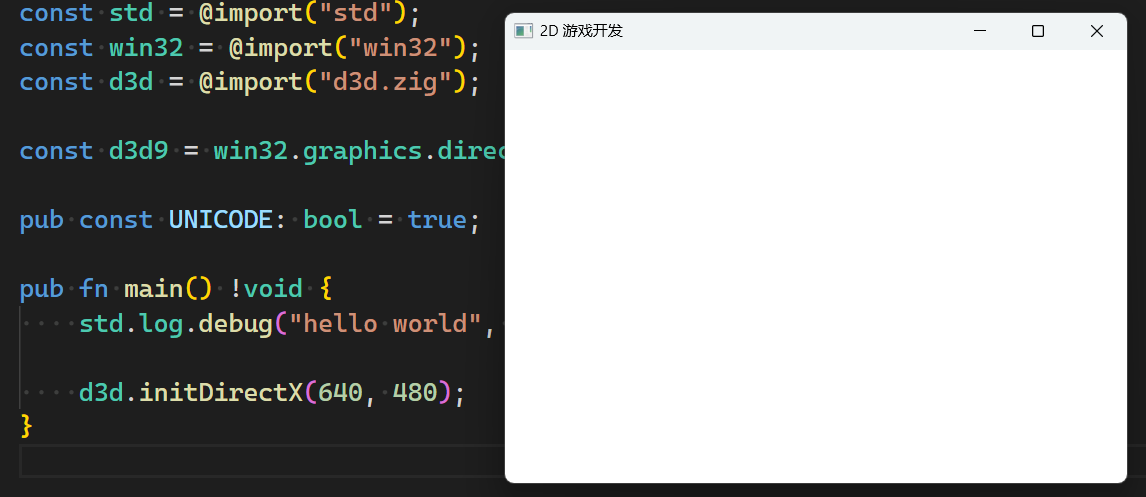 const std = @import("std");
const win32 = @import("win32");
const d3d = @import("d3d.zig");
const d3d9 = win32.graphics.direc
pub const UNICODE: bool = true;
pub fn main() !void {
std.log.debug("hello world",
d3d.initDirectX(640, 480);
}
2D 游戏开发